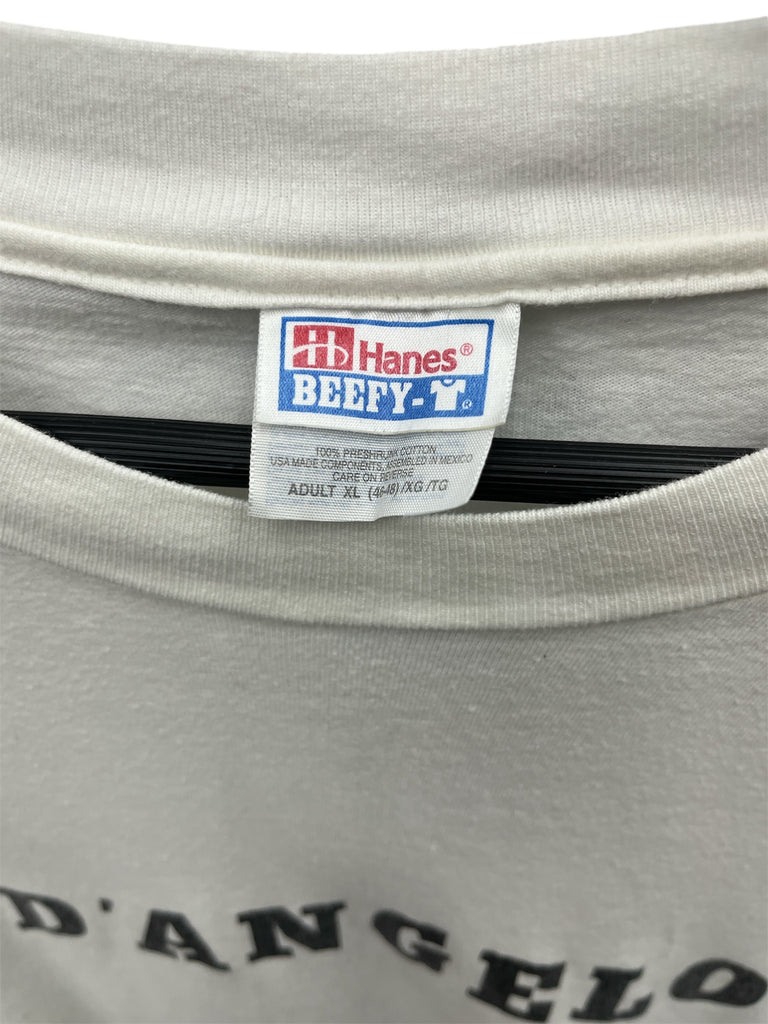 Hanes®
BEEFY-T®
100% PRESHRUNK COTTON
USA MADE COMPONENTS, ASSEMBLED IN MEXICO
CARE ON REVERSE
ADULT XL (46-48) /XG /TG
D'ANGELO